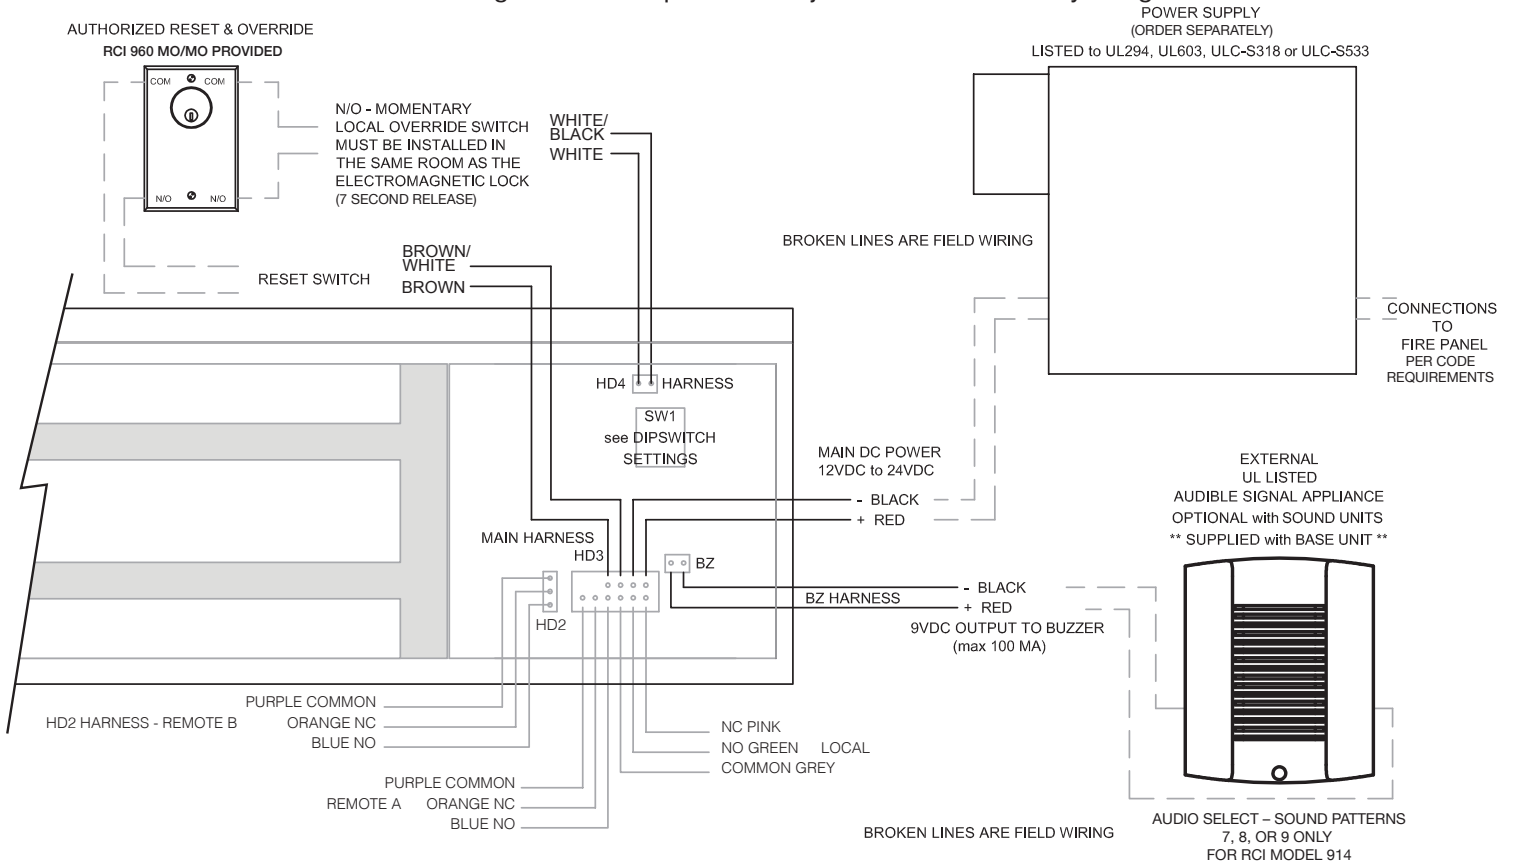 POWER SUPPLY
(ORDER SEPARATELY)
LISTED to UL294, UL603, ULC-S318 or ULC-S533
AUTHORIZED RESET & OVERRIDE
RCI 960 MO/MO PROVIDED
COM COM
N/O N/O
N/O - MOMENTARY
LOCAL OVERRIDE SWITCH
MUST BE INSTALLED IN
THE SAME ROOM AS THE
ELECTROMAGNETIC LOCK
(7 SECOND RELEASE)
WHITE/
BLACK
WHITE
BROKEN LINES ARE FIELD WIRING
BROWN/
WHITE
BROWN
RESET SWITCH
CONNECTIONS
TO
FIRE PANEL
PER CODE
REQUIREMENTS
HD4 HARNESS
SW1
see DIPSWITCH
SETTINGS
MAIN DC POWER
12VDC to 24VDC
- BLACK
+ RED
EXTERNAL
UL LISTED
AUDIBLE SIGNAL APPLIANCE
OPTIONAL with SOUND UNITS
** SUPPLIED with BASE UNIT **
MAIN HARNESS
HD3
BZ
HD2
BZ HARNESS
- BLACK
+ RED
9VDC OUTPUT TO BUZZER
(max 100 MA)
PURPLE COMMON
HD2 HARNESS - REMOTE B ORANGE NC
BLUE NO
NC PINK
NO GREEN LOCAL
COMMON GREY
PURPLE COMMON
REMOTE A ORANGE NC
BLUE NO
BROKEN LINES ARE FIELD WIRING
AUDIO SELECT – SOUND PATTERNS
7, 8, OR 9 ONLY
FOR RCI MODEL 914